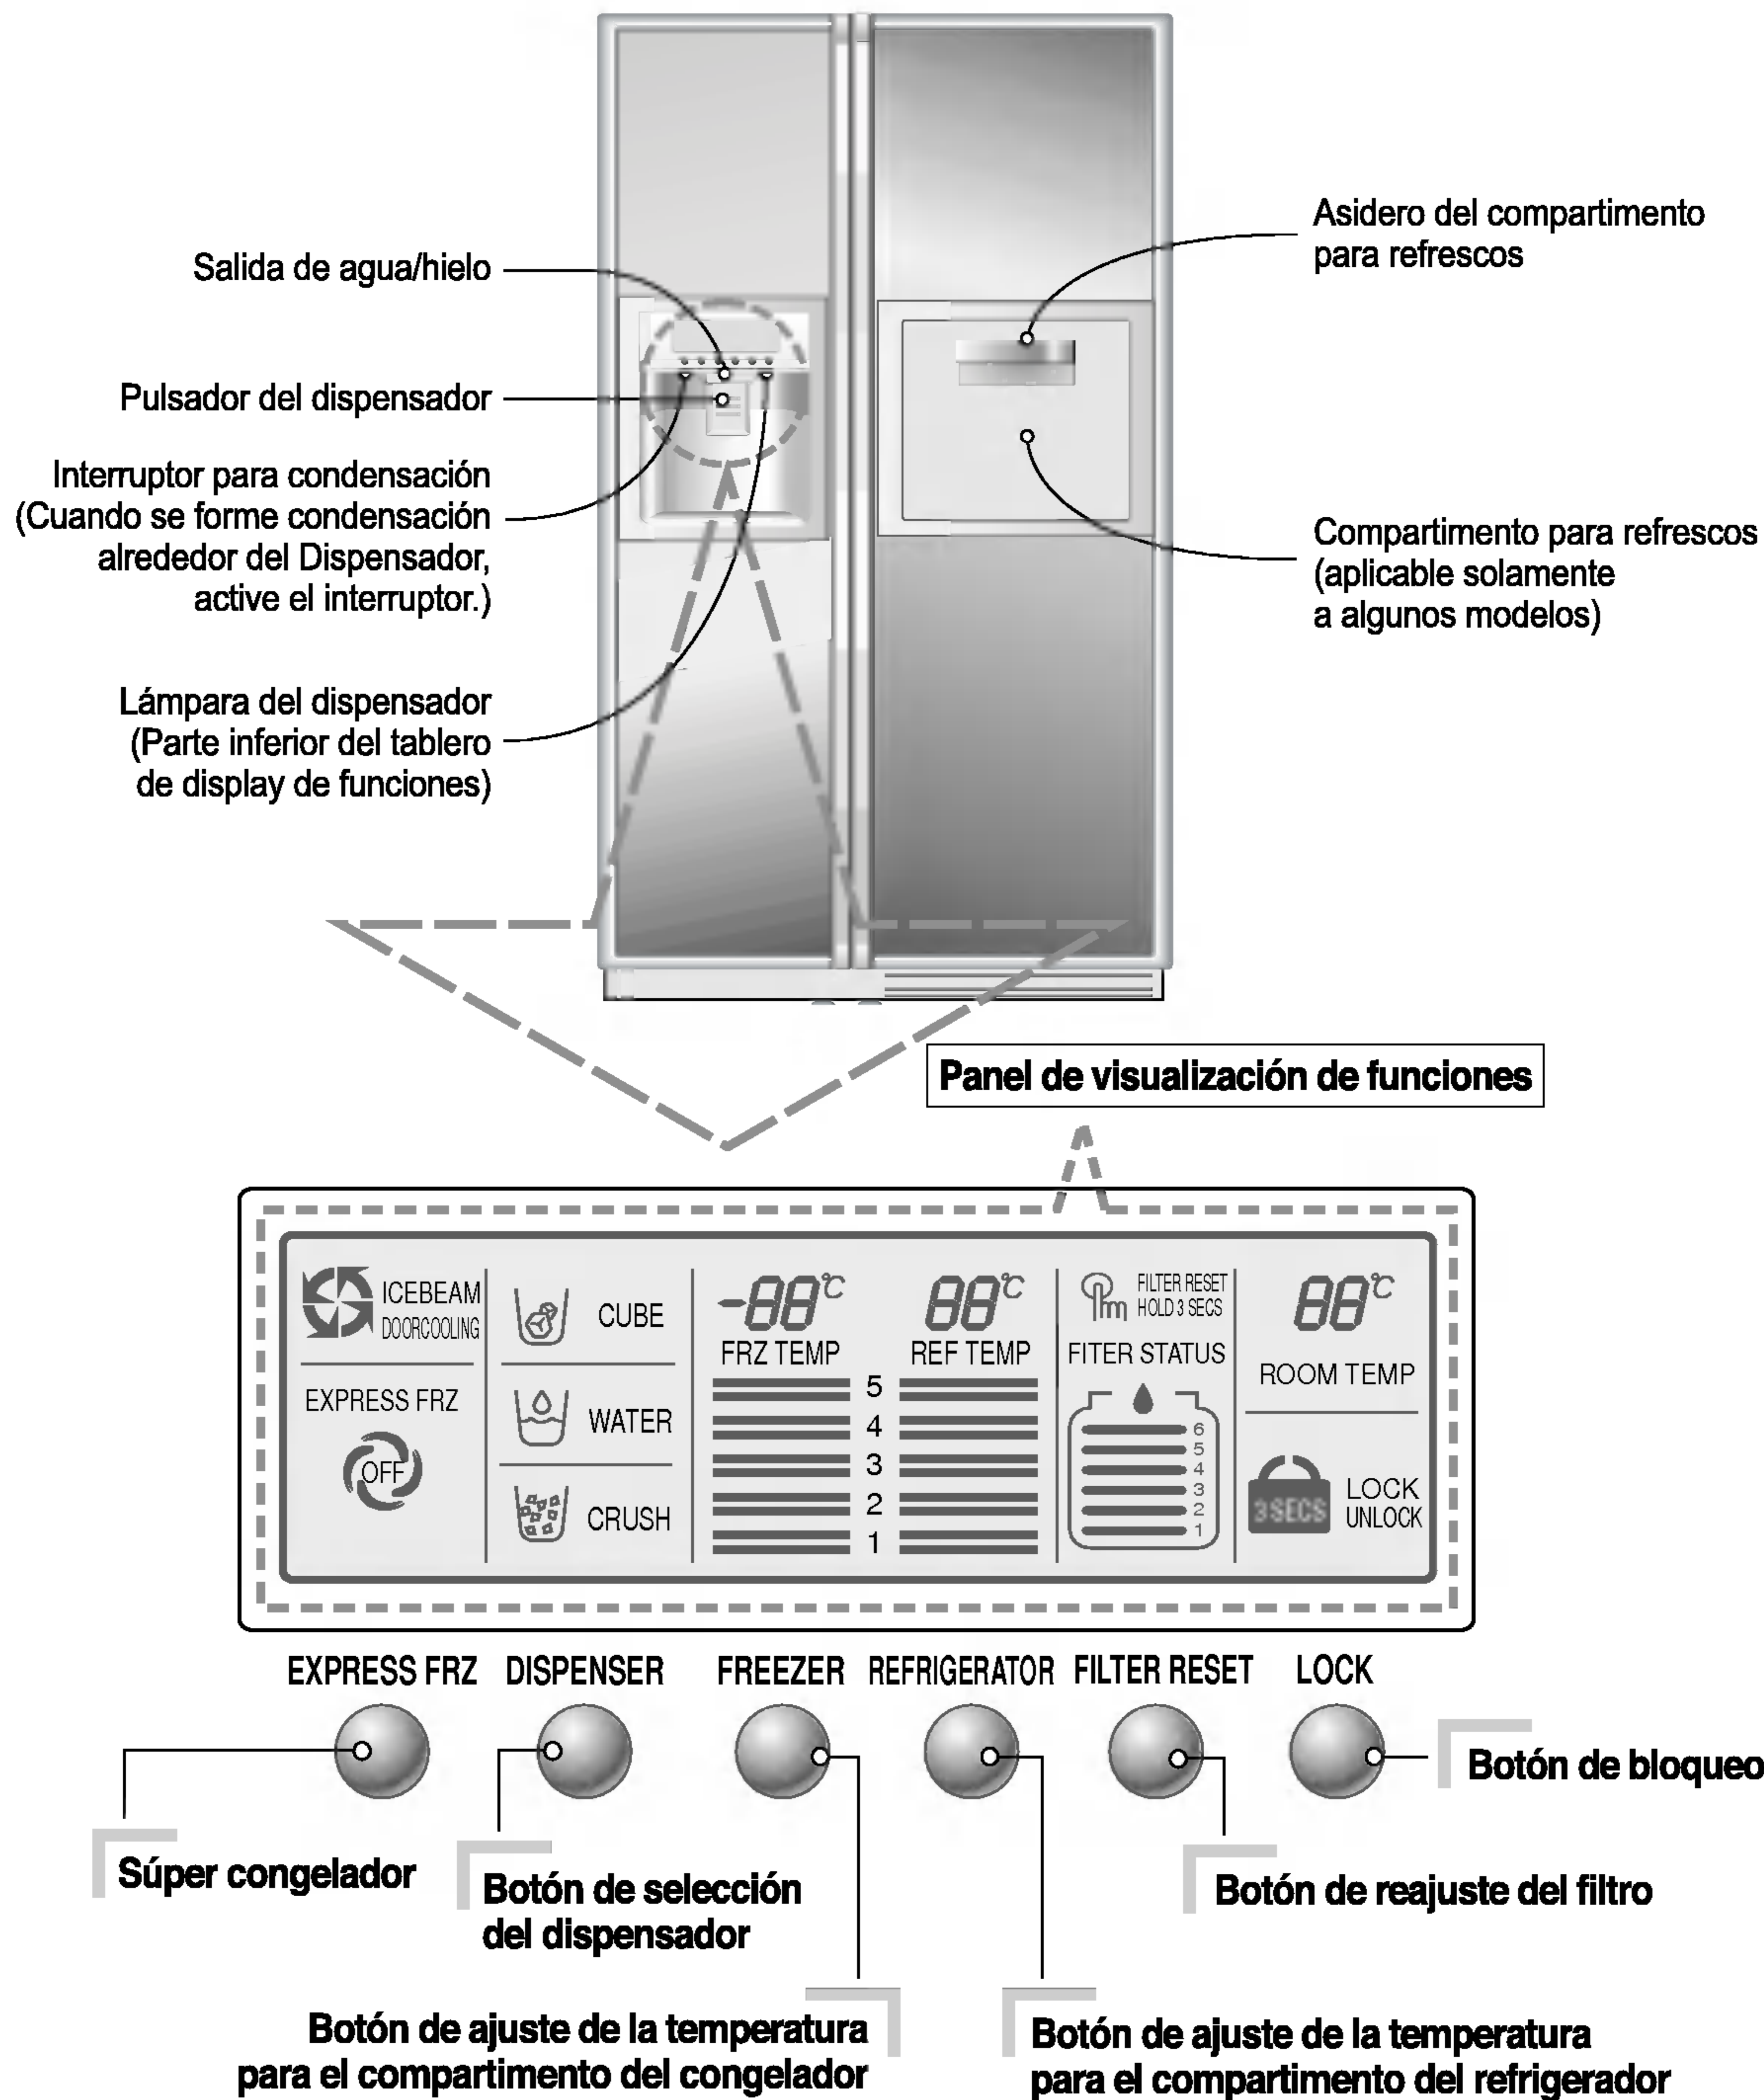 Asidero del compartimento
para refrescos
Salida de agua/hielo
Pulsador del dispensador
Interruptor para condensación
(Cuando se forme condensación
alrededor del Dispensador,
active el interruptor.)
Compartimento para refrescos
(aplicable solamente
a algunos modelos)
Lámpara del dispensador
(Parte inferior del tablero
de display de funciones)
Panel de visualización de funciones
ICEBEAM
DOORCOOLING
EXPRESS FRZ
OFF
CUBE
WATER
CRUSH
-88°C
FRZ TEMP
88°C
REF TEMP
5
4
3
2
1
FILTER RESET
HOLD 3 SECS
FITER STATUS
6
5
4
3
2
1
88°C
ROOM TEMP
3 SECS
LOCK
UNLOCK
EXPRESS FRZ
DISPENSER
FREEZER
REFRIGERATOR
FILTER RESET
LOCK
Botón de bloqueo
Súper congelador
Botón de selección
del dispensador
Botón de reajuste del filtro
Botón de ajuste de la temperatura
para el compartimento del congelador
Botón de ajuste de la temperatura
para el compartimento del refrigerador